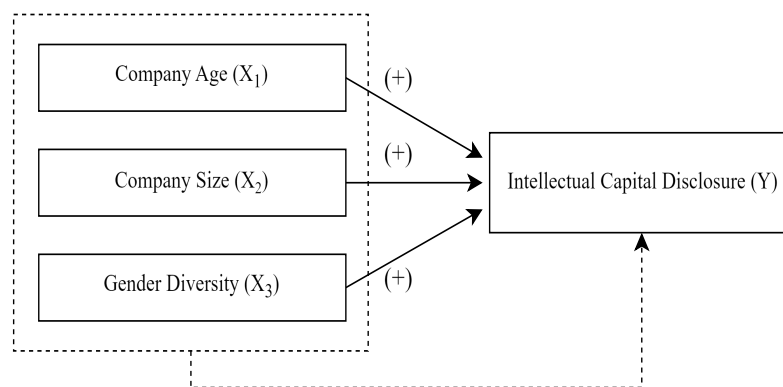 Company Age (X₁)
(+)
Company Size (X₂)
(+)
Intellectual Capital Disclosure (Y)
Gender Diversity (X₃)
(+)